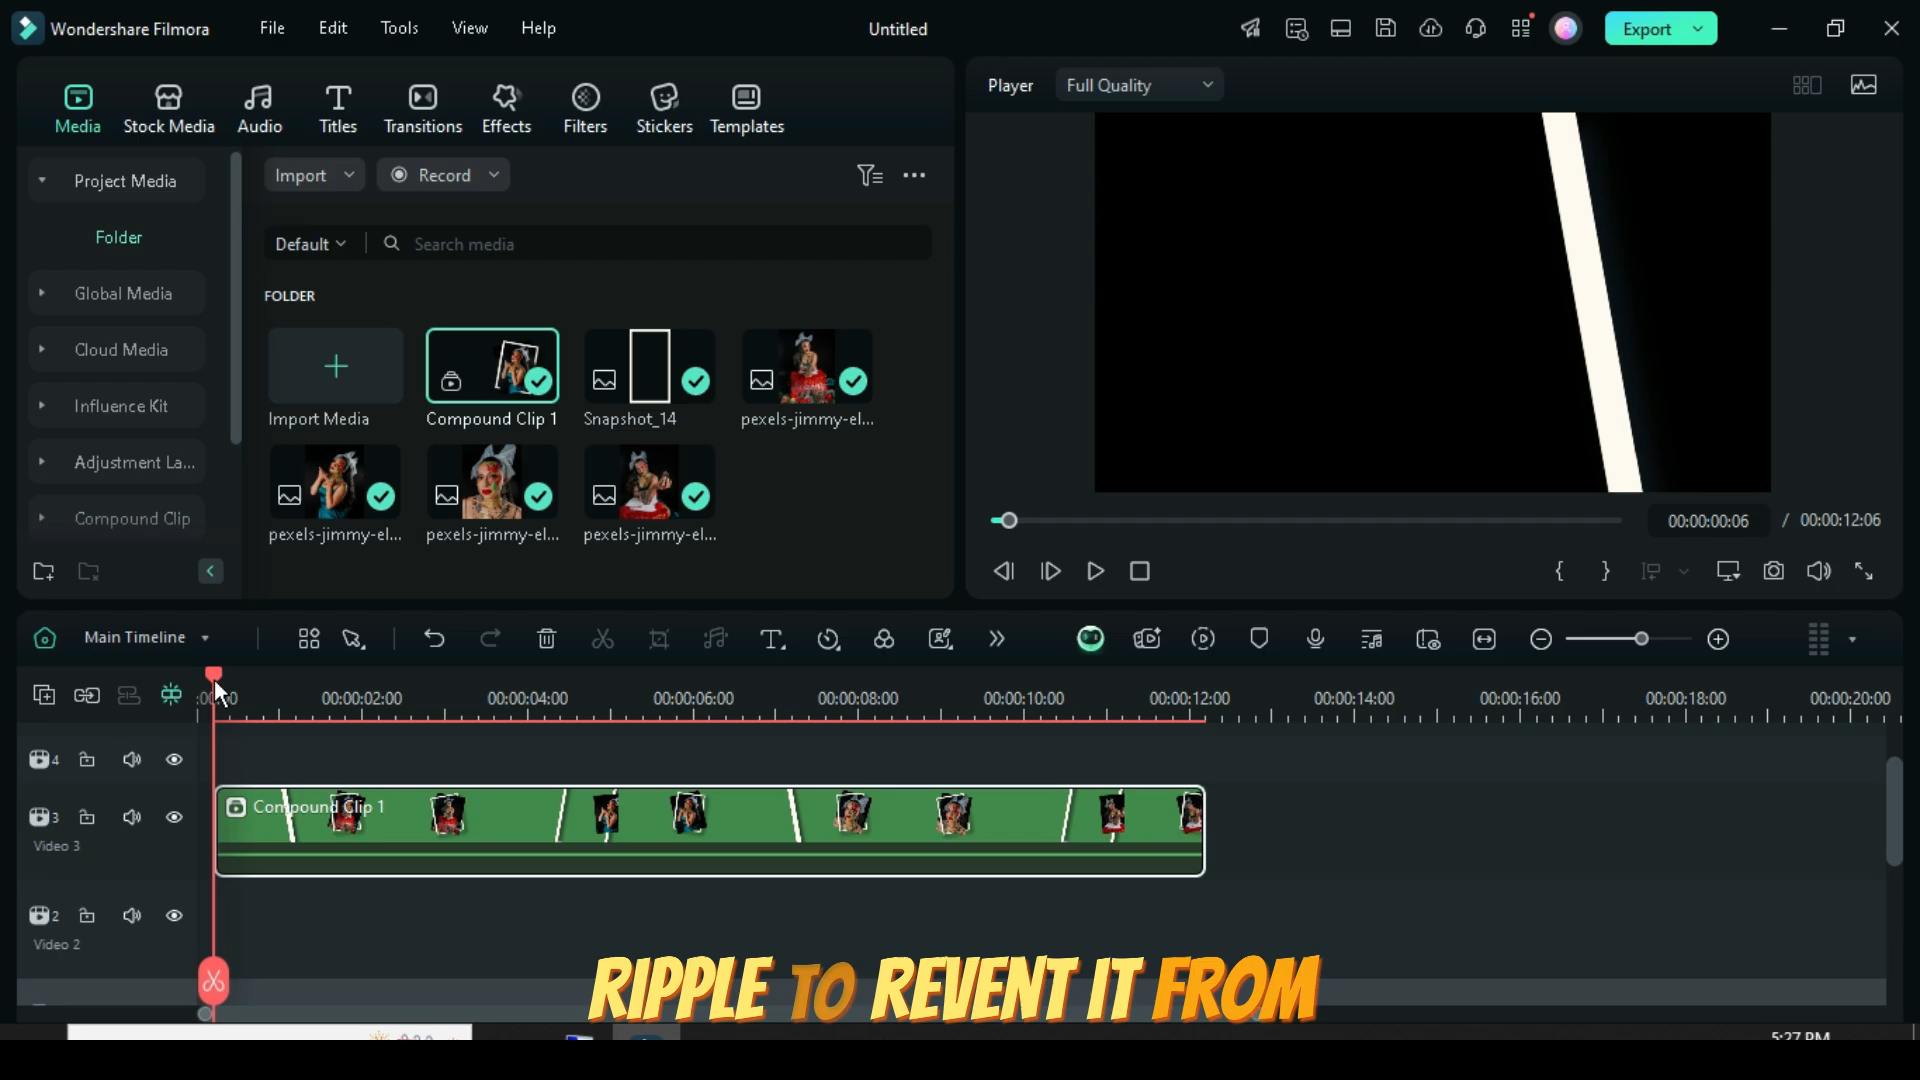 Wondershare Filmora
File Edit Tools View Help
Untitled
Export
Media Stock Media Audio Titles Transitions Effects Filters Stickers Templates
Player Full Quality
Project Media
Folder
Global Media
Cloud Media
Influence Kit
Adjustment La...
Compound Clip
Import Record
Default Search media
FOLDER
Import Media Compound Clip 1 Snapshot_14 pexels-jimmy-el...
pexels-jimmy-el... pexels-jimmy-el... pexels-jimmy-el...
00:00:00:06 / 00:00:12:06
Main Timeline
00:00:02:00 00:00:04:00 00:00:06:00 00:00:08:00 00:00:10:00 00:00:12:00 00:00:14:00 00:00:16:00 00:00:18:00 00:00:20:00
4
3
Video 3
Compound Clip 1
2
Video 2
RIPPLE TO REVENT IT FROM
5:27 PM